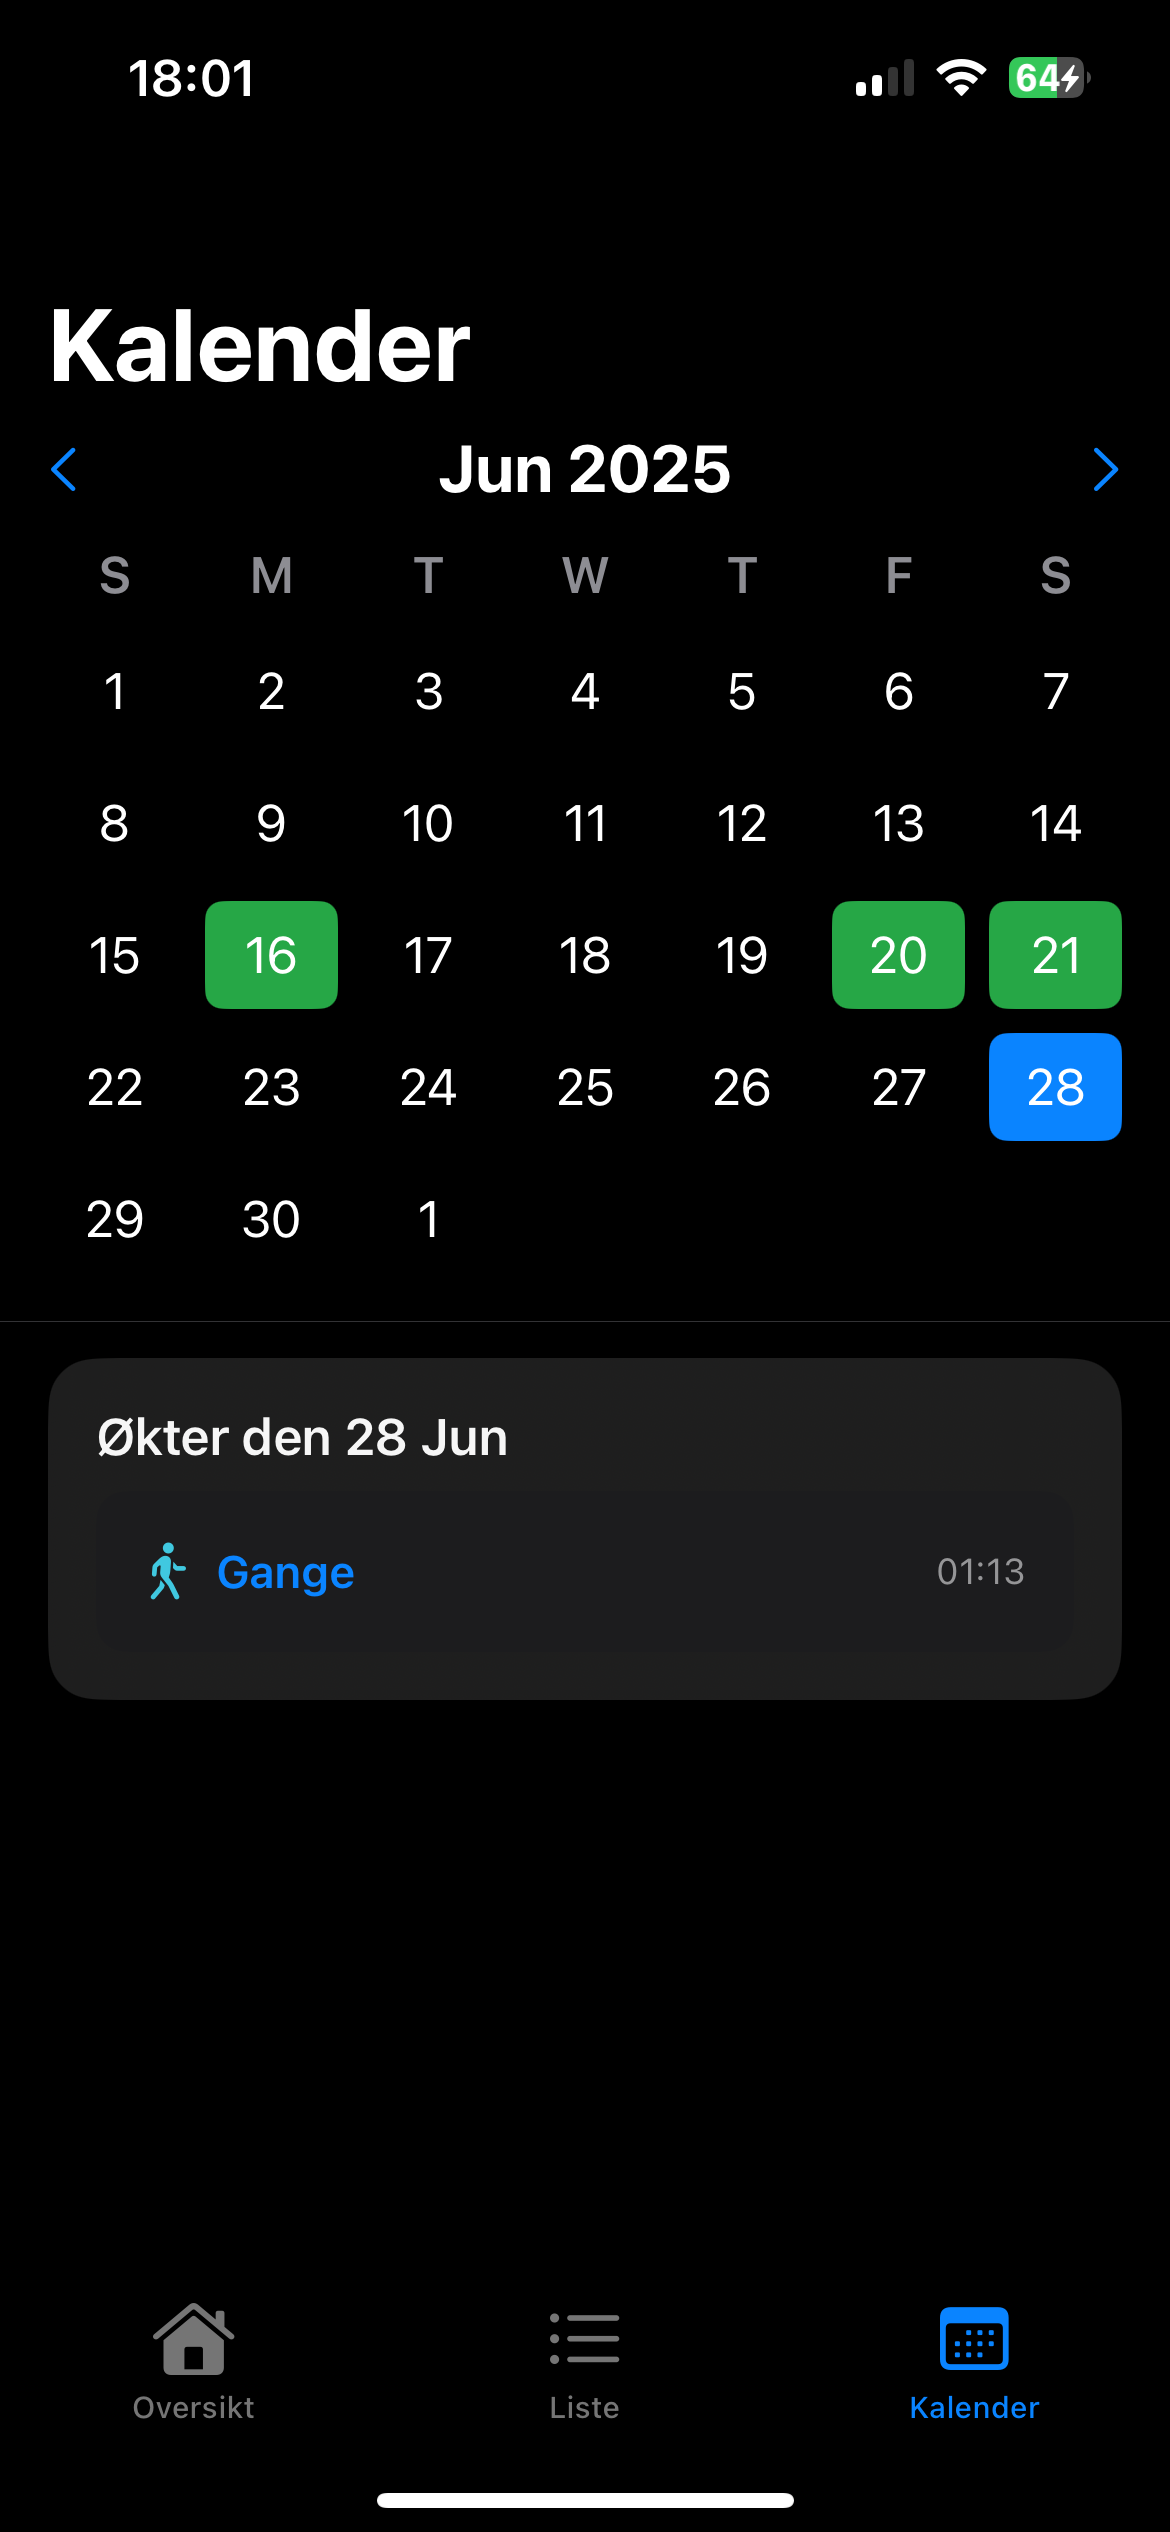 18:01 64
Kalender
Jun 2025
S M T W T F S
1 2 3 4 5 6 7
8 9 10 11 12 13 14
15 16 17 18 19 20 21
22 23 24 25 26 27 28
29 30 1
Økter den 28 Jun
Gange 01:13
Oversikt Liste Kalender